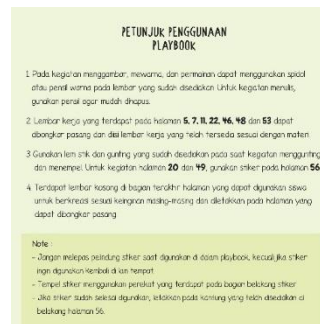 PETUNJUK PENGGUNAAN
PLAYBOOK
1. Pada kegiatan menggambar, mewarna, dan permainan dapat menggunakan spidol
atau pensil warna pada lembar yang sudah disediakan. Untuk kegiatan menulis,
gunakan pensil agar mudah dihapus.
2. Lembar kerja yang terdapat pada halaman 5, 7, 11, 22, 46, 48 dan 53 dapat
dibongkar pasang dan diisi lembar kerja yang telah tersedia sesuai dengan materi
3. Gunakan lem stik dan gunting yang sudah disediakan pada saat kegiatan menggunting
dan menempel. Untuk kegiatan halaman 20 dan 49, gunakan stiker pada halaman 56
4. Terdapat lembar kosong di bagian terakhir halaman yang dapat digunakan siswa
untuk berkreasi sesuai keinginan masing-masing dan diletakkan pada halaman yang
dapat dibongkar pasang
Note :
- Jangan melepas pelindung stiker saat digunakan di dalam playbook, kecuali jika stiker
ingin digunakan kembali di lain tempat
- Tempel stiker menggunakan perekat yang terdapat pada bagian belakang stiker
- Jika stiker sudah selesai digunakan, letakkan pada kantung yang telah disediakan di
belakang halaman 56.